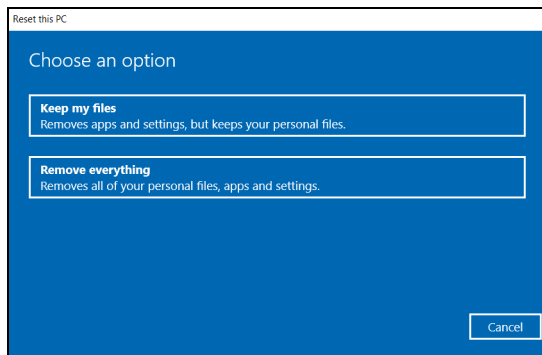 Reset this PC
Choose an option
Keep my files
Removes apps and settings, but keeps your personal files.
Remove everything
Removes all of your personal files, apps and settings.
Cancel